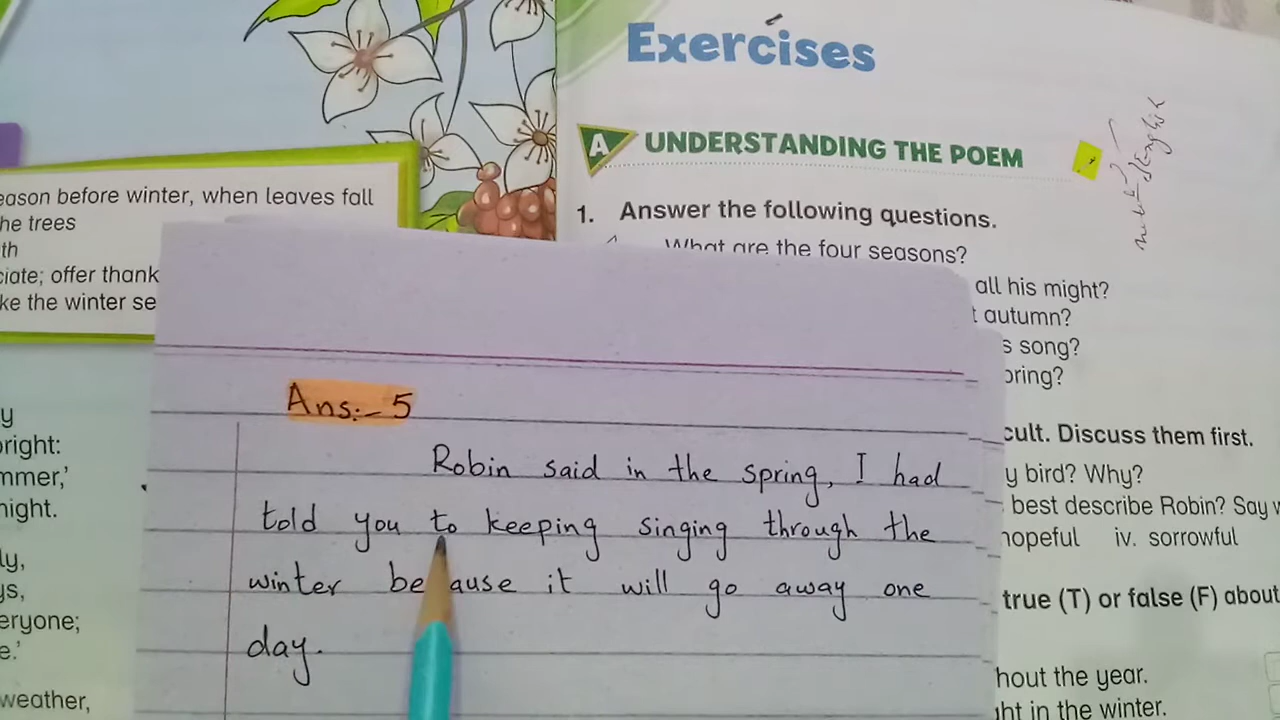 Exercises
A UNDERSTANDING THE POEM
eason before winter, when leaves fall
he trees
th
ciate; offer thank
ke the winter se
1. Answer the following questions.
What are the four seasons?
all his might?
t autumn?
s song?
pring?
Ans:- 5
Robin said in the spring, I had
told you to keeping singing through the
winter because it will go away one
day.
y
bright:
mmer,'
night.
ly,
ys,
eryone;
e.'
weather,
cult. Discuss them first.
y bird? Why?
best describe Robin? Say w
hopeful iv. sorrowful
true (T) or false (F) about
hout the year.
ght in the winter.